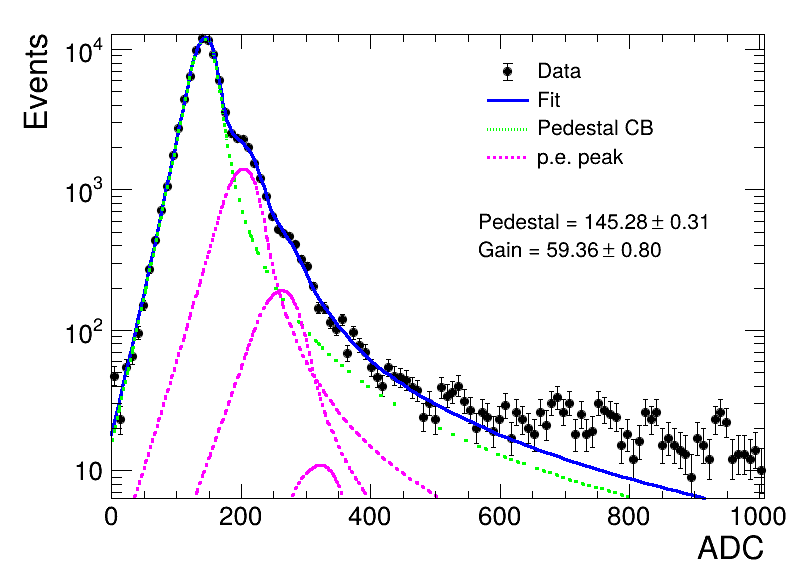 Events
10⁴
10³
10²
10
Data
Fit
Pedestal CB
p.e. peak
Pedestal = 145.28 ± 0.31
Gain = 59.36 ± 0.80
0 200 400 600 800 1000
ADC